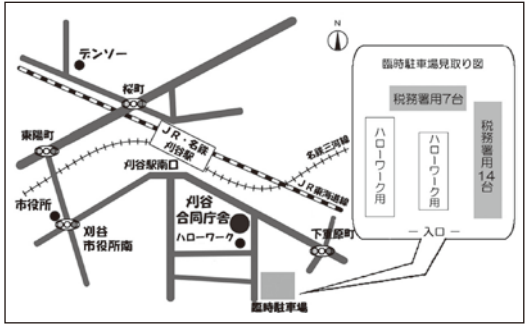 デンソー
桜町
東陽町
JR・名鉄
刈谷駅
刈谷駅南口
名鉄三河線
JR東海道線
市役所
刈谷
市役所南
刈谷
合同庁舎
ハローワーク
下重原町
臨時駐車場
N
臨時駐車場見取り図
税務署用7台
ハローワーク用
ハローワーク用
税務署用14台
― 入口 ―